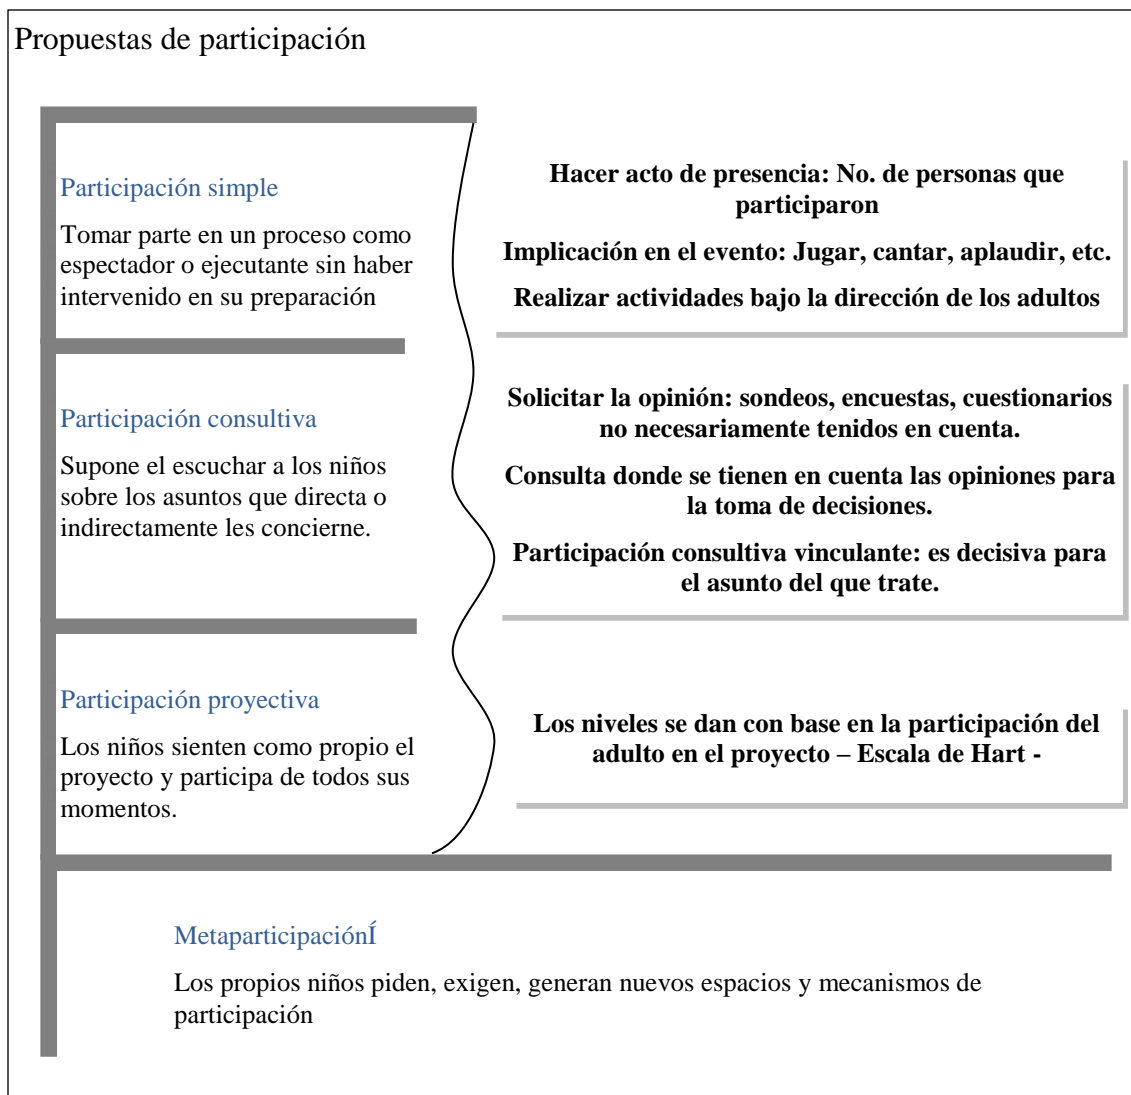 Propuestas de participación
Participación simple
Tomar parte en un proceso como
espectador o ejecutante sin haber
intervenido en su preparación
Hacer acto de presencia: No. de personas que
participaron
Implicación en el evento: Jugar, cantar, aplaudir, etc.
Realizar actividades bajo la dirección de los adultos
Participación consultiva
Supone el escuchar a los niños
sobre los asuntos que directa o
indirectamente les concierne.
Solicitar la opinión: sondeos, encuestas, cuestionarios
no necesariamente tenidos en cuenta.
Consulta donde se tienen en cuenta las opiniones para
la toma de decisiones.
Participación consultiva vinculante: es decisiva para
el asunto del que trate.
Participación proyectiva
Los niños sienten como propio el
proyecto y participa de todos sus
momentos.
Los niveles se dan con base en la participación del
adulto en el proyecto – Escala de Hart -
MetaparticipaciónÍ
Los propios niños piden, exigen, generan nuevos espacios y mecanismos de
participación